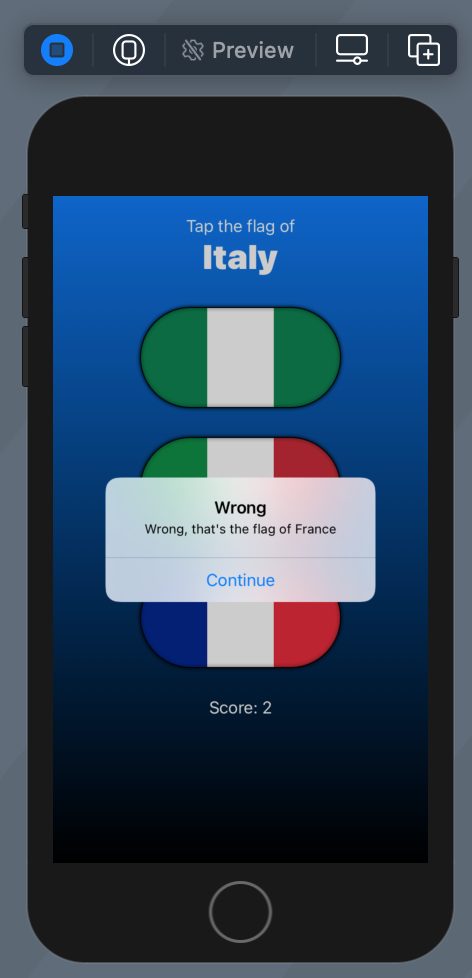 Preview
Tap the flag of
Italy
Wrong
Wrong, that's the flag of France
Continue
Score: 2